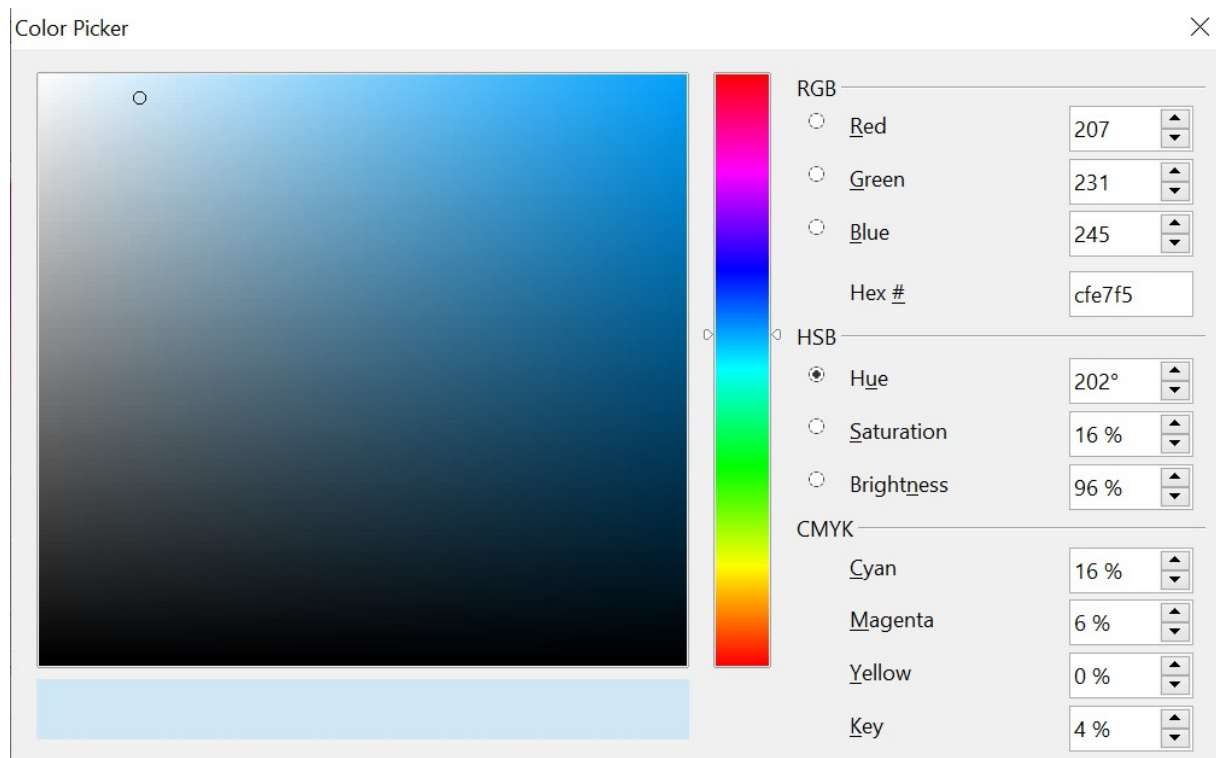 Color Picker
RGB
Red 207
Green 231
Blue 245
Hex # cfe7f5
HSB
Hue 202°
Saturation 16 %
Brightness 96 %
CMYK
Cyan 16 %
Magenta 6 %
Yellow 0 %
Key 4 %